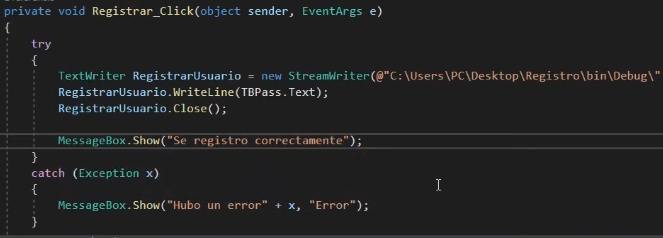 private void Registrar_Click(object sender, EventArgs e)
{
try
{
TextWriter RegistrarUsuario = new StreamWriter(@"C:\Users\PC\Desktop\Registro\bin\Debug\"
RegistrarUsuario.WriteLine(TBPass.Text);
RegistrarUsuario.Close();
MessageBox.Show("Se registro correctamente");
}
catch (Exception x)
{
MessageBox.Show("Hubo un error" + x, "Error");
}